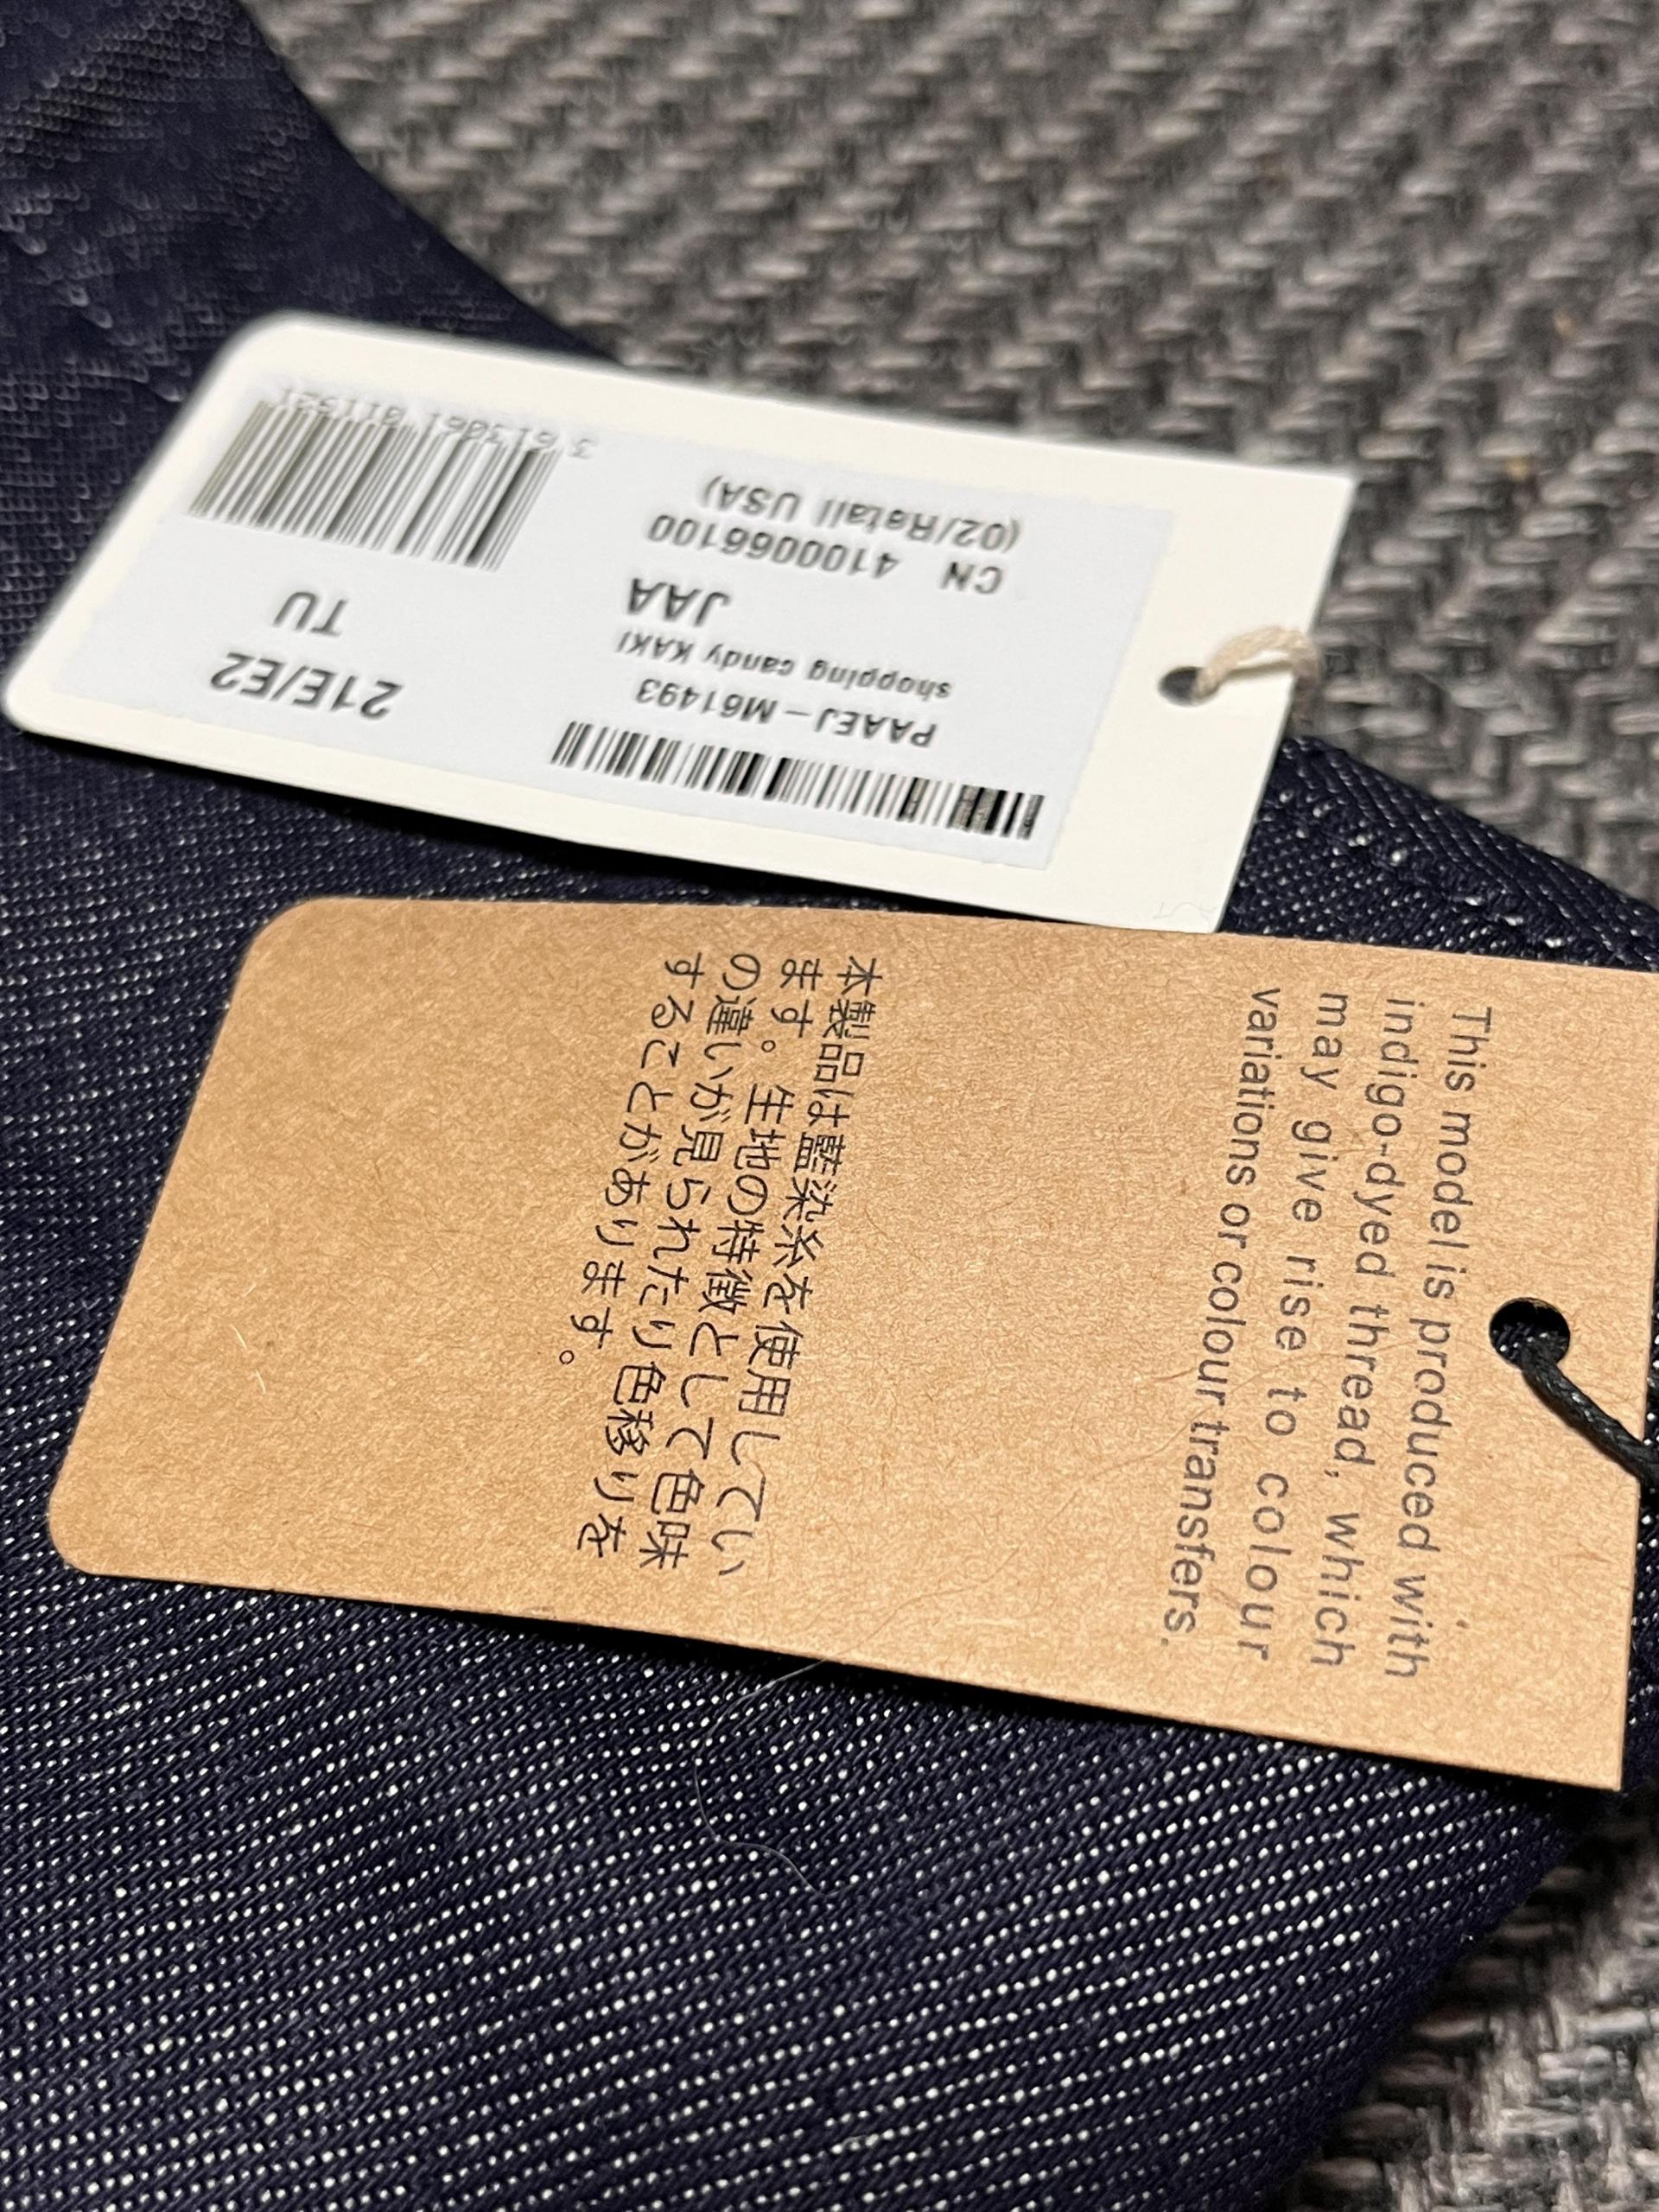 PAAEJ – M61493
shopping candy KAKI
JAA
CN 4100066100
(02/Retail USA)
21E/E2
TU
This model is produced with
indigo-dyed thread, which
may give rise to colour
variations or colour transfers.
本製品は藍染糸を使用してい
ます。生地の特徴として色味
の違いが見られたり色移りを
することがあります。